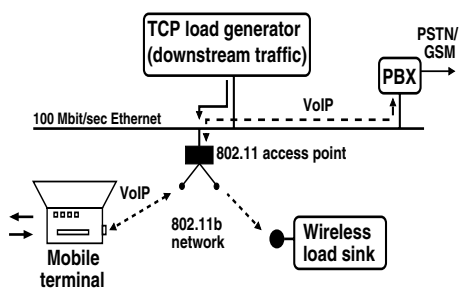 TCP load generator
(downstream traffic)
PSTN/
GSM
PBX
VoIP
100 Mbit/sec Ethernet
802.11 access point
VoIP
802.11b
network
Wireless
load sink
Mobile
terminal